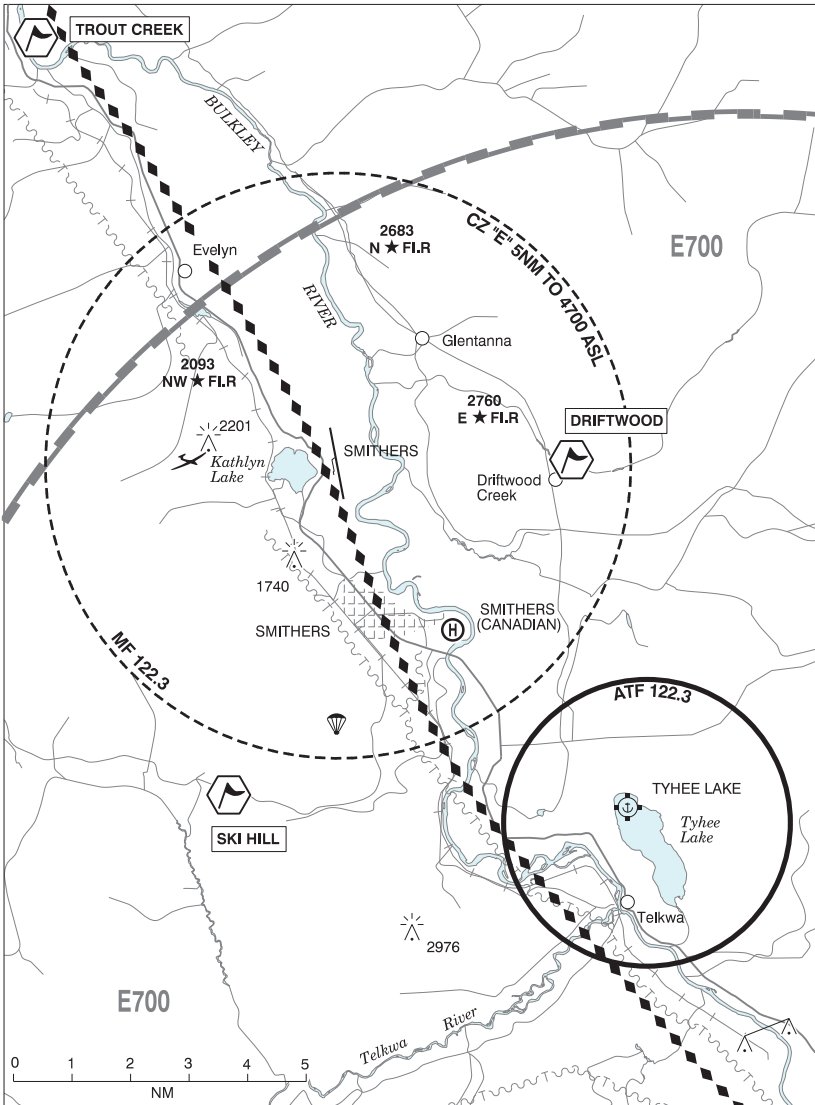 TROUT CREEK
BULKLEY
RIVER
CZ "E" 5NM TO 4700 ASL
E700
2683
N ★ Fl.R
Evelyn
Glentanna
2093
NW ★ Fl.R
2760
E ★ Fl.R
DRIFTWOOD
2201
Kathlyn
Lake
SMITHERS
Driftwood
Creek
1740
SMITHERS
SMITHERS
(CANADIAN)
H
MF 122.3
ATF 122.3
TYHEE LAKE
Tyhee
Lake
SKI HILL
Telkwa
2976
E700
Telkwa River
0 1 2 3 4 5
NM